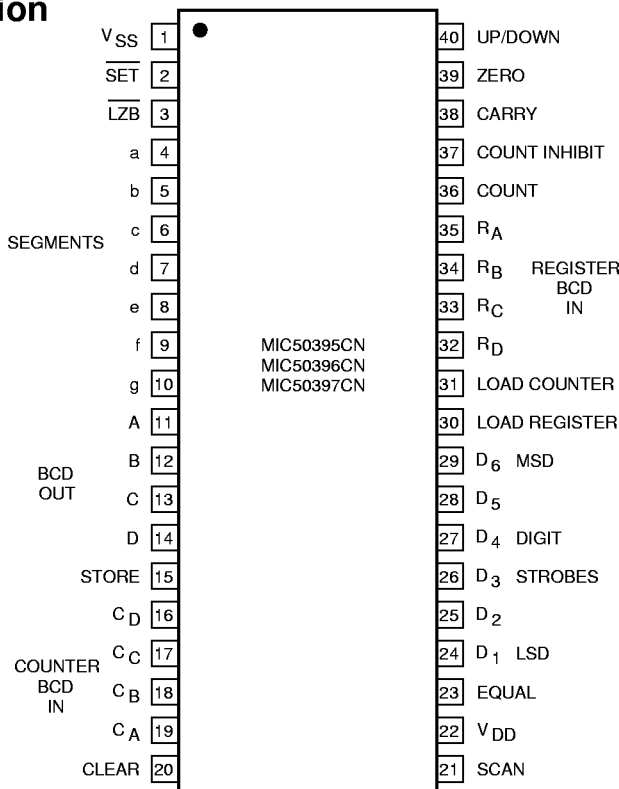 ion
VSS 1 40 UP/DOWN
SET 2 39 ZERO
LZB 3 38 CARRY
a 4 37 COUNT INHIBIT
b 5 36 COUNT
c 6 35 RA
SEGMENTS
d 7 34 RB REGISTER
BCD
e 8 33 RC IN
f 9 MIC50395CN 32 RD
MIC50396CN
g 10 MIC50397CN 31 LOAD COUNTER
A 11 30 LOAD REGISTER
B 12 29 D6 MSD
BCD
OUT
C 13 28 D5
D 14 27 D4 DIGIT
STORE 15 26 D3 STROBES
CD 16 25 D2
CC 17 24 D1 LSD
COUNTER
BCD
IN
CB 18 23 EQUAL
CA 19 22 VDD
CLEAR 20 21 SCAN